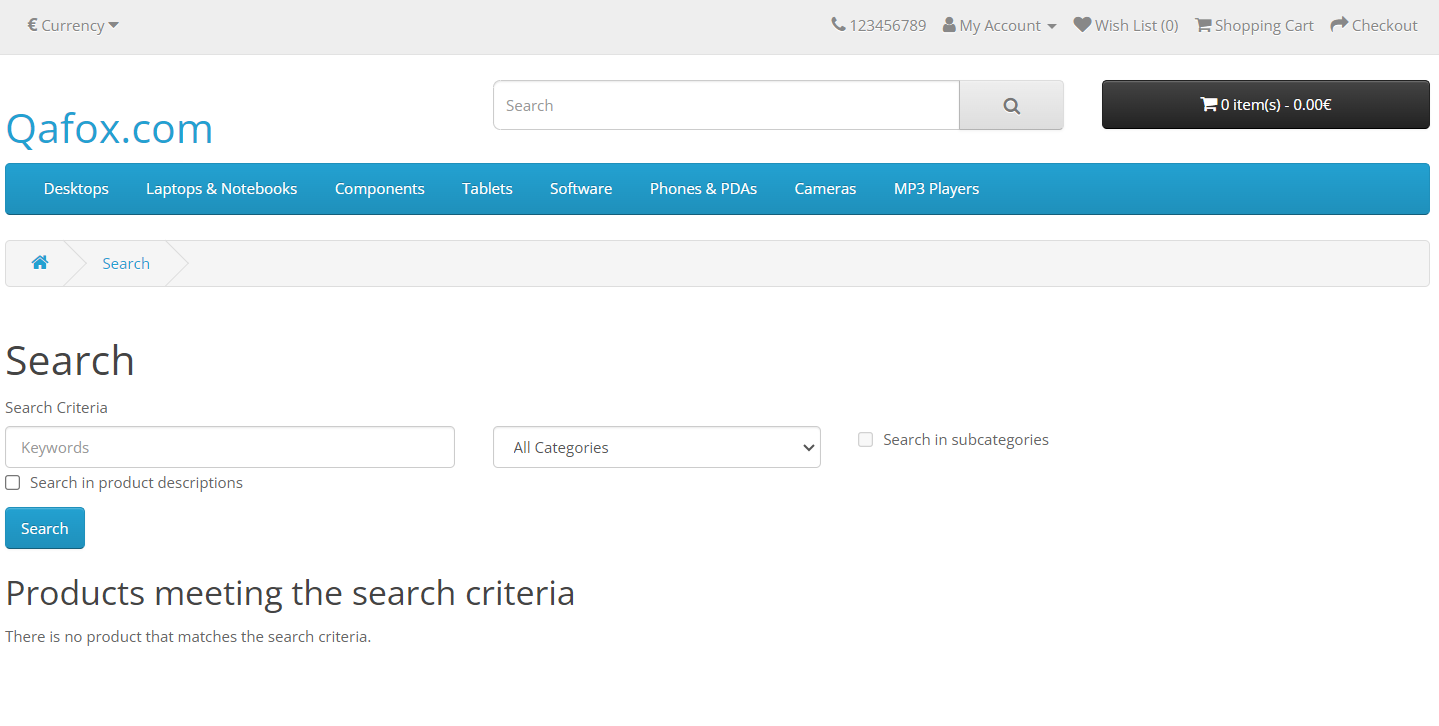 € Currency 123456789 My Account Wish List (0) Shopping Cart Checkout
Search 0 item(s) - 0.00€
Qafox.com
Desktops Laptops & Notebooks Components Tablets Software Phones & PDAs Cameras MP3 Players
Search
Search
Search Criteria
Keywords All Categories Search in subcategories
Search in product descriptions
Search
Products meeting the search criteria
There is no product that matches the search criteria.